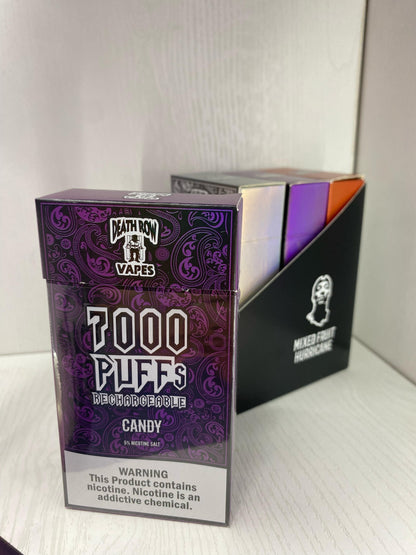 DEATH ROW
VAPES
7000
PUFFs
RECHARGEABLE
CANDY
5% NICOTINE SALT
WARNING
This Product contains
nicotine. Nicotine is an
addictive chemical.
MIXED FRUIT
HURRICANE